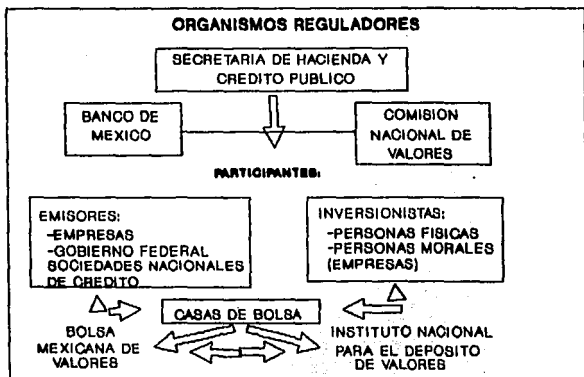 ORGANISMOS REGULADORES
SECRETARIA DE HACIENDA Y
CREDITO PUBLICO
BANCO DE
MEXICO
COMISION
NACIONAL DE
VALORES
PARTICIPANTES:
EMISORES:
-EMPRESAS
-GOBIERNO FEDERAL
SOCIEDADES NACIONALES
DE CREDITO
INVERSIONISTAS:
-PERSONAS FISICAS
-PERSONAS MORALES
(EMPRESAS)
CASAS DE BOLSA
BOLSA
MEXICANA DE
VALORES
INSTITUTO NACIONAL
PARA EL DEPOSITO
DE VALORES